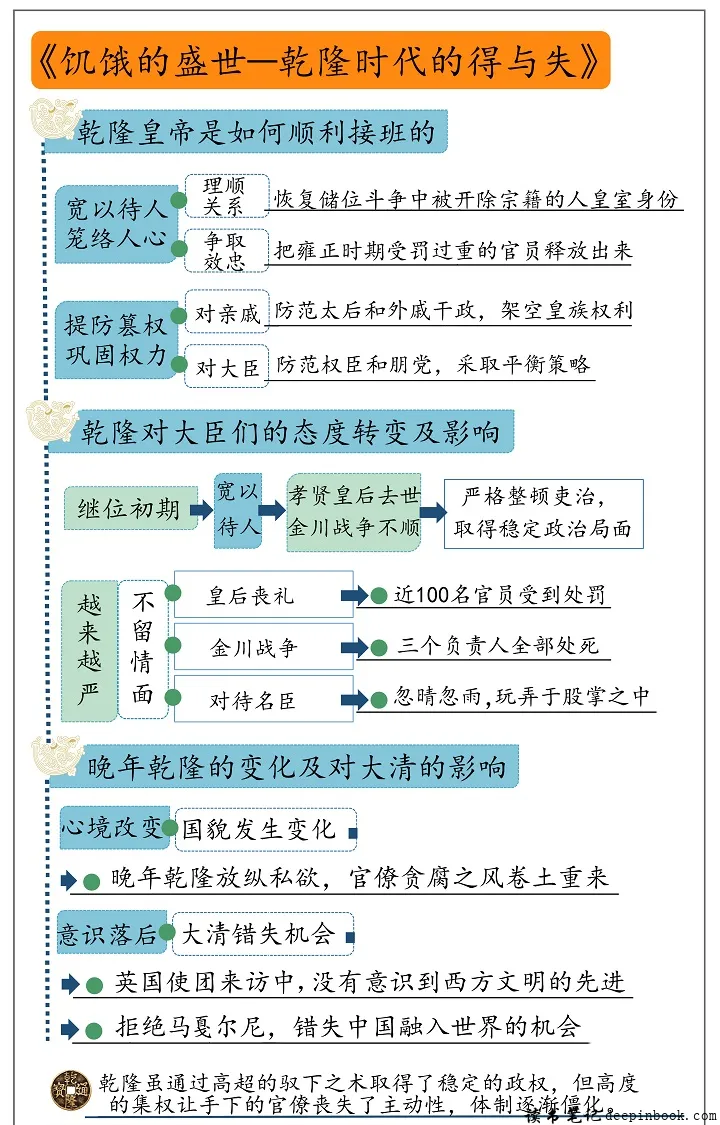 《饥饿的盛世—乾隆时代的得与失》
乾隆皇帝是如何顺利接班的
宽以待人
笼络人心
理顺
关系
恢复储位斗争中被开除宗籍的人皇室身份
争取
效忠
把雍正时期受罚过重的官员释放出来
提防篡权
巩固权力
对亲戚
防范太后和外戚干政，架空皇族权利
对大臣
防范权臣和朋党，采取平衡策略
乾隆对大臣们的态度转变及影响
继位初期
宽以
待人
孝贤皇后去世
金川战争不顺
严格整顿吏治，
取得稳定政治局面
越来越严
不留情面
皇后丧礼
近100名官员受到处罚
金川战争
三个负责人全部处死
对待名臣
忽晴忽雨,玩弄于股掌之中
晚年乾隆的变化及对大清的影响
心境改变
国貌发生变化
晚年乾隆放纵私欲，官僚贪腐之风卷土重来
意识落后
大清错失机会
英国使团来访中,没有意识到西方文明的先进
拒绝马戛尔尼，错失中国融入世界的机会
乾隆通寳
乾隆虽通过高超的驭下之术取得了稳定的政权，但高度
的集权让手下的官僚丧失了主动性，体制逐渐僵化。
读书笔记deepinbook.com